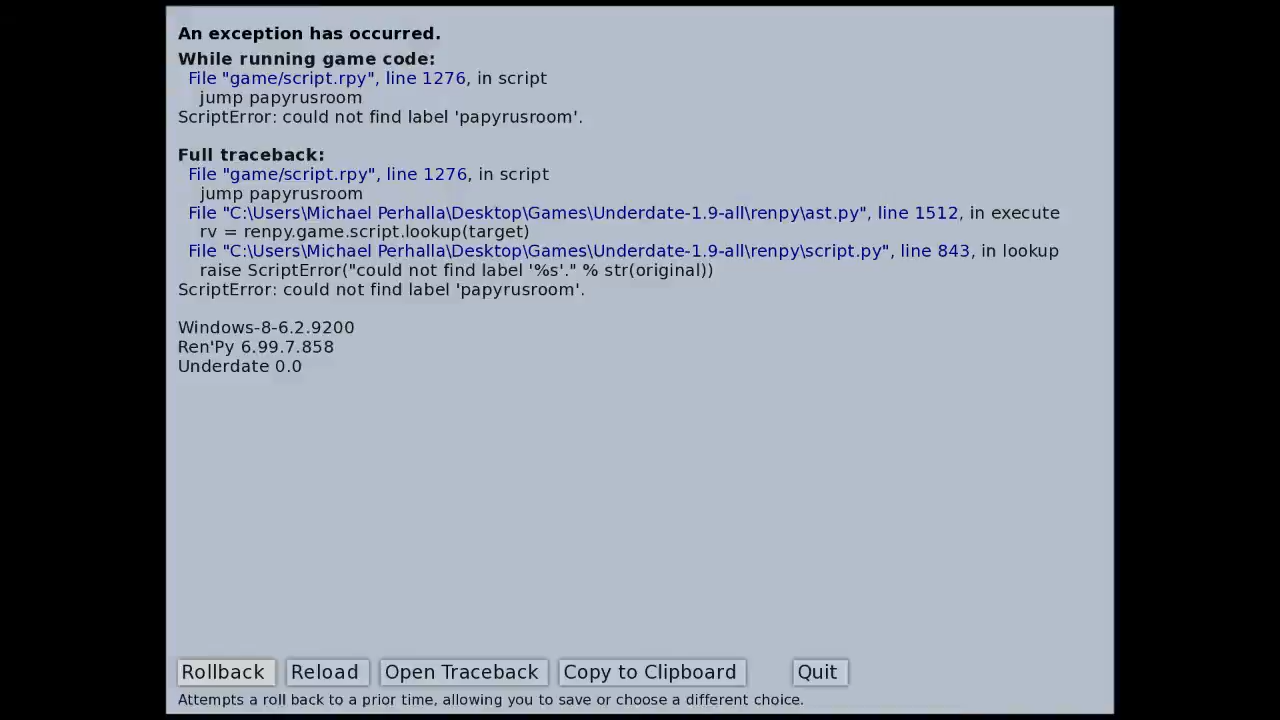 An exception has occurred.
While running game code:
File "game/script.rpy", line 1276, in script
jump papyrusroom
ScriptError: could not find label 'papyrusroom'.
Full traceback:
File "game/script.rpy", line 1276, in script
jump papyrusroom
File "C:\Users\Michael Perhalla\Desktop\Games\Underdate-1.9-all\renpy\ast.py", line 1512, in execute
rv = renpy.game.script.lookup(target)
File "C:\Users\Michael Perhalla\Desktop\Games\Underdate-1.9-all\renpy\script.py", line 843, in lookup
raise ScriptError("could not find label '%s'." % str(original))
ScriptError: could not find label 'papyrusroom'.
Windows-8-6.2.9200
Ren'Py 6.99.7.858
Underdate 0.0
Rollback Reload Open Traceback Copy to Clipboard Quit
Attempts a roll back to a prior time, allowing you to save or choose a different choice.